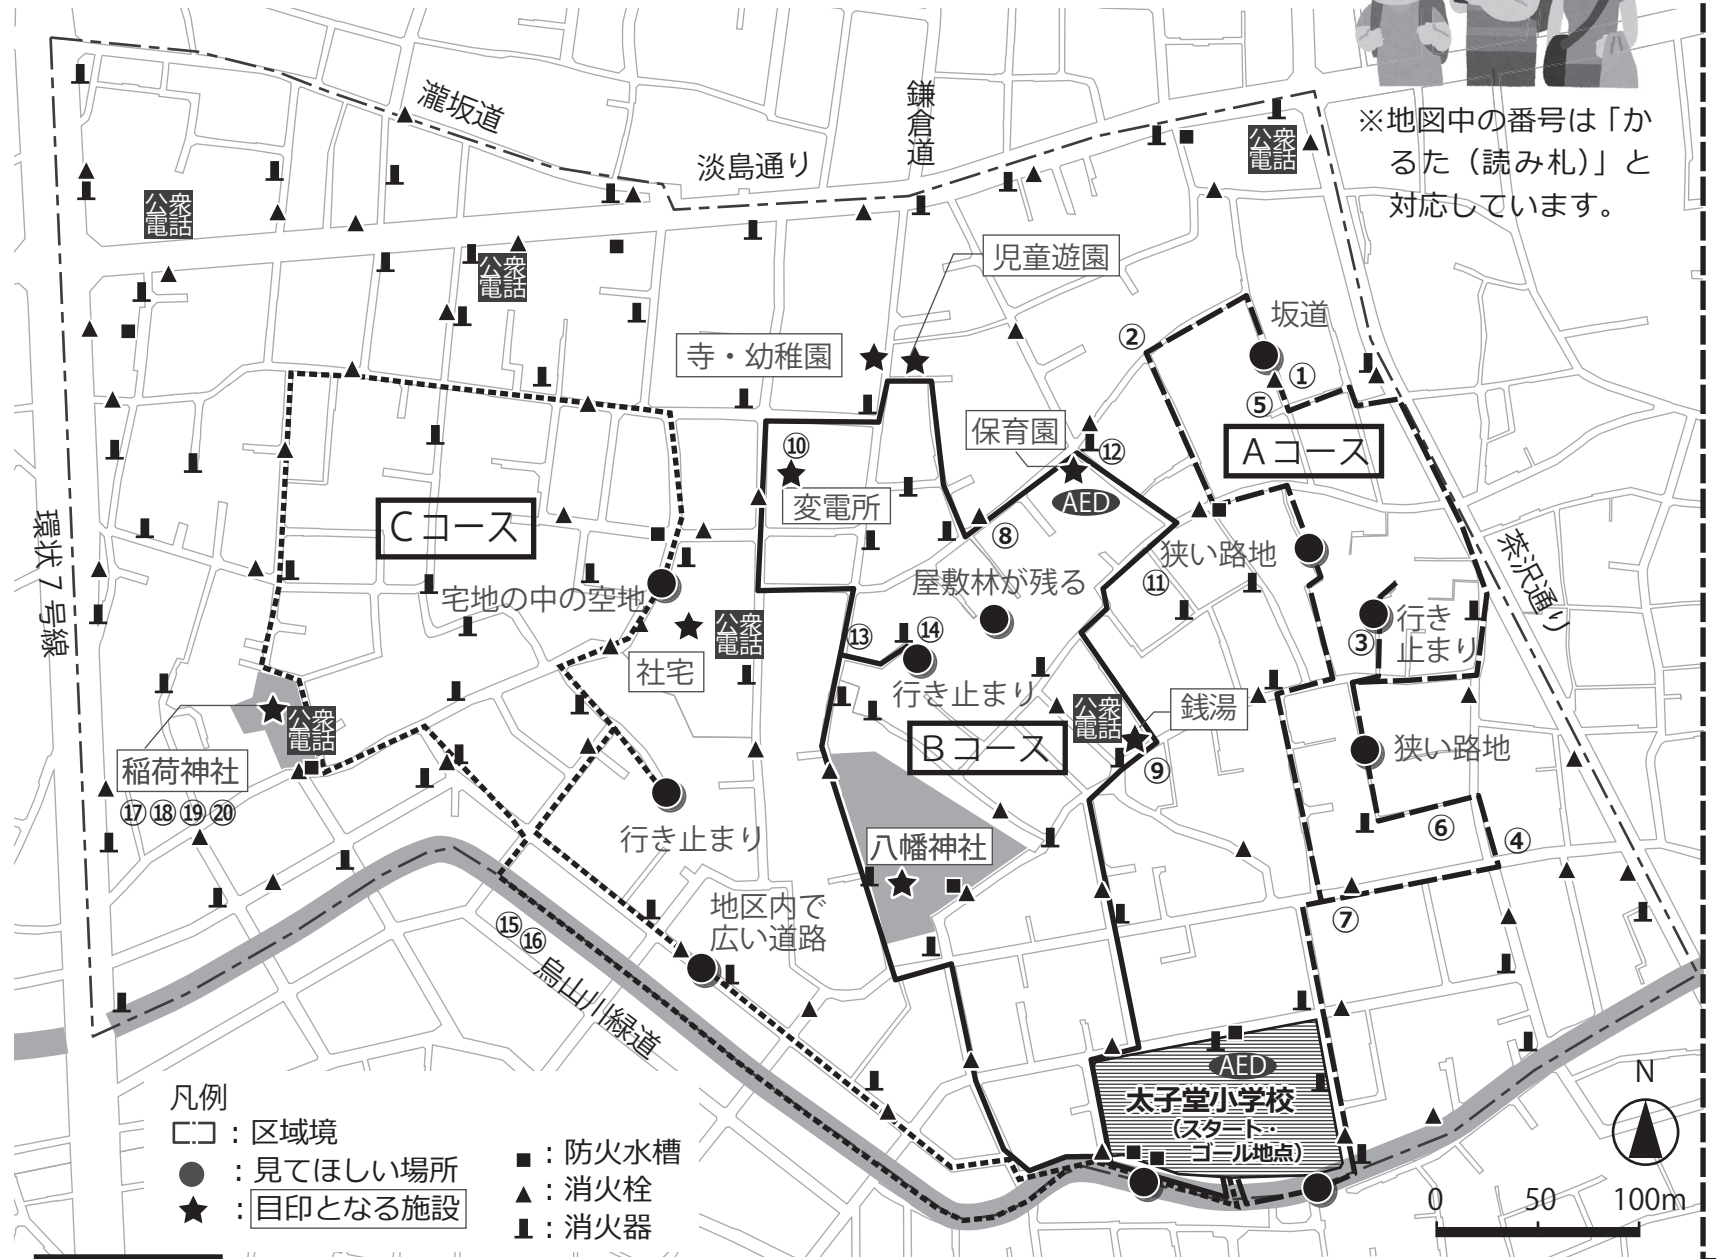 ※地図中の番号は「か
るた（読み札）」と
対応しています。
瀧坂道
鎌倉道
淡島通り
公衆
電話
公衆
電話
公衆
電話
児童遊園
坂道
②
寺・幼稚園
①
⑤
保育園
Ａコース
⑩
⑫
変電所
AED
Ｃコース
⑧
狭い路地
環状７号線
茶沢通り
宅地の中の空地
屋敷林が残る
⑪
公衆
電話
⑬
⑭
③
行き
止まり
社宅
行き止まり
公衆
電話
銭湯
公衆
電話
Ｂコース
狭い路地
稲荷神社
⑨
⑰⑱⑲⑳
行き止まり
八幡神社
⑥
④
地区内で
広い道路
⑮
⑯
烏山川緑道
⑦
AED
太子堂小学校
（スタート・
ゴール地点）
N
凡例
：区域境
：見てほしい場所
：目印となる施設
：防火水槽
：消火栓
：消火器
0 50 100m